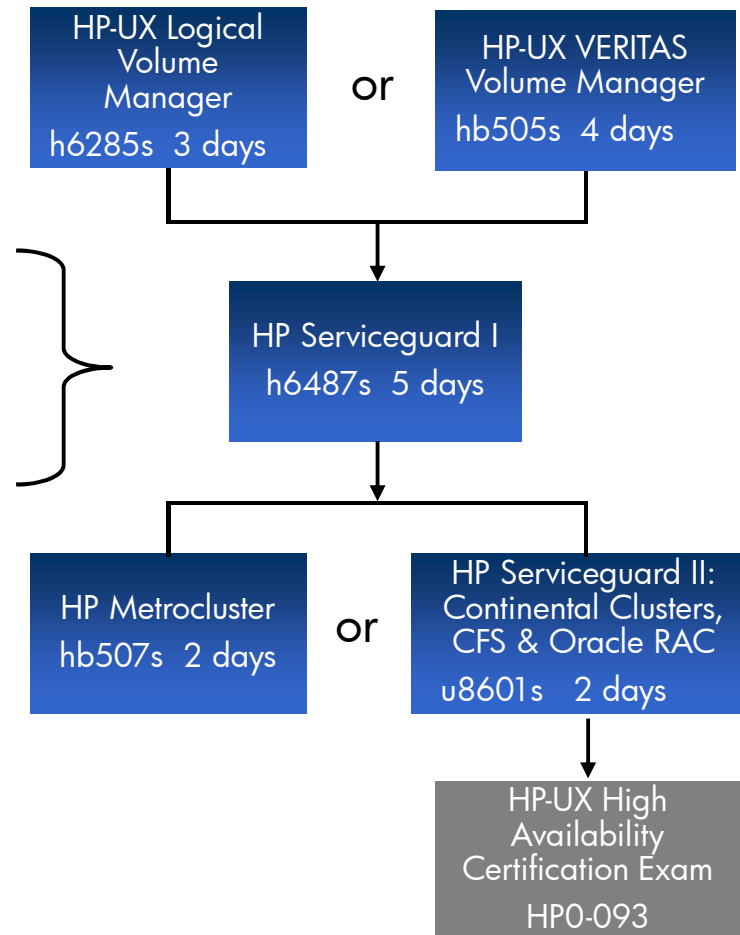 HP-UX Logical
Volume
Manager
h6285s 3 days
or
HP-UX VERITAS
Volume Manager
hb505s 4 days
HP Serviceguard I
h6487s 5 days
HP Metrocluster
hb507s 2 days
or
HP Serviceguard II:
Continental Clusters,
CFS & Oracle RAC
u8601s 2 days
HP-UX High
Availability
Certification Exam
HP0-093